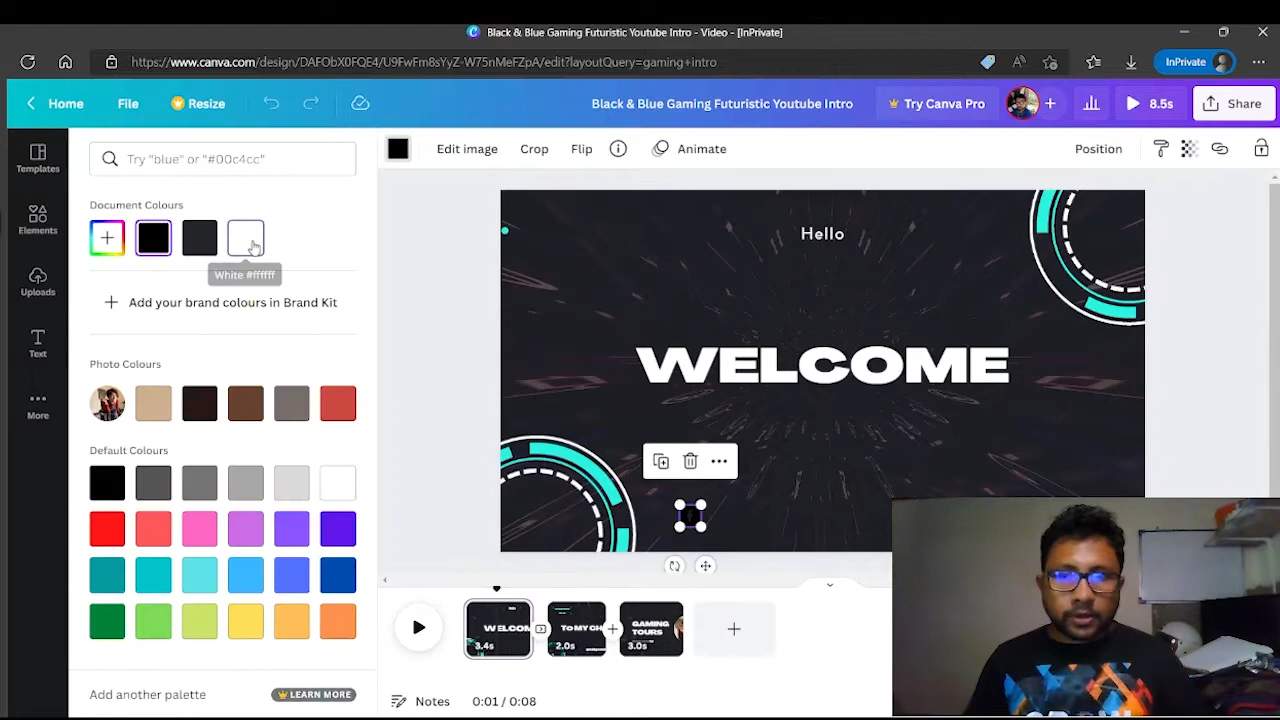 Black & Blue Gaming Futuristic Youtube Intro - Video - [InPrivate]
https://www.canva.com/design/DAFObX0FQE4/U9FwFm8sYyZ-W75nMeFZpA/edit?layoutQuery=gaming+intro
InPrivate
Home
File
Resize
Black & Blue Gaming Futuristic Youtube Intro
Try Canva Pro
8.5s
Share
Templates
Elements
Uploads
Text
More
Try "blue" or "#00c4cc"
Document Colours
White #ffffff
Add your brand colours in Brand Kit
Photo Colours
Default Colours
Add another palette
LEARN MORE
Edit image
Crop
Flip
Animate
Position
Hello
WELCOME
WELCOM
3.4s
TO MY CH
2.0s
GAMING
TOURS
3.0s
Notes
0:01 / 0:08